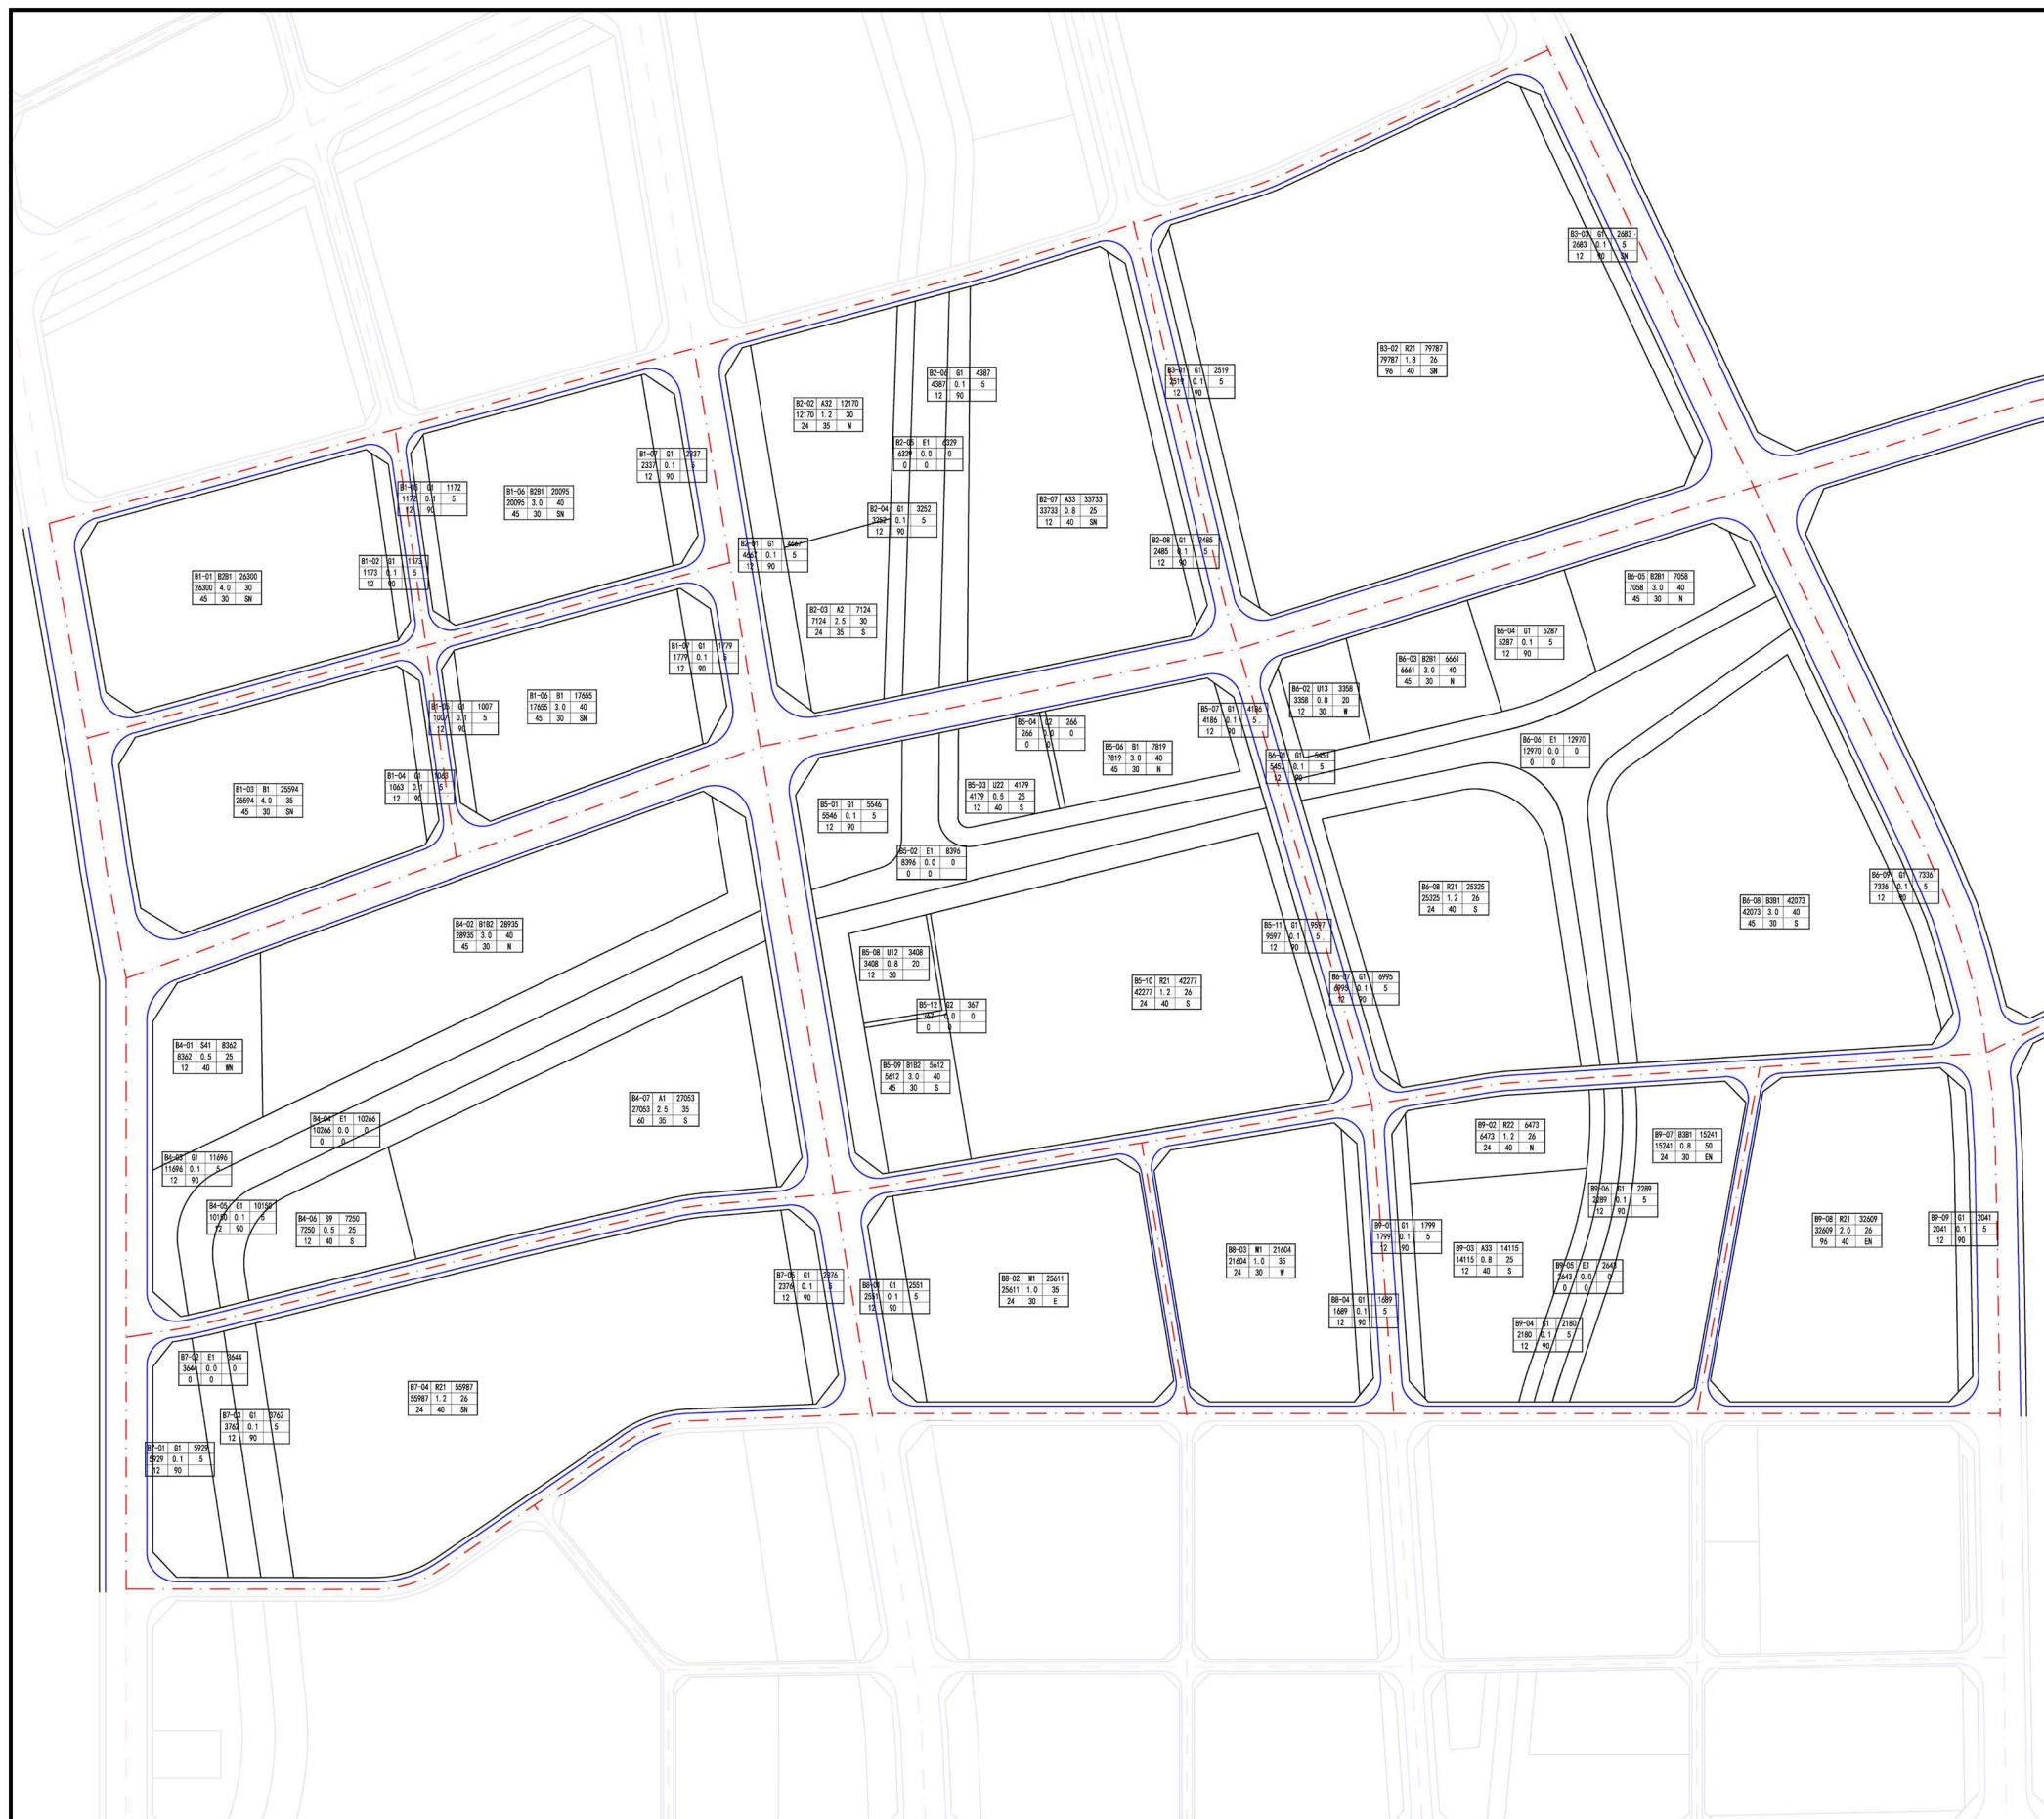 B3-03 G1 2683
2683 0.1 5
12 90 SN
B3-02 R21 79787
79787 1.8 26
96 40 SN
B3-01 G1 2519
2519 0.1 5
12 90
B2-06 G1 4387
4387 0.1 5
12 90
B2-02 A32 12170
12170 1.2 30
24 35 N
B2-05 E1 6329
6329 0.0 0
0 0
B1-07 G1 2337
2337 0.1 5
12 90
B1-05 G1 1172
1172 0.1 5
12 90
B1-06 B2B1 20095
20095 3.0 40
45 30 SN
B2-07 A33 33733
33733 0.8 25
12 40 SN
B2-04 G1 3252
3252 0.1 5
12 90
B2-01 G1 4667
4667 0.1 5
12 90
B2-08 G1 2485
2485 0.1 5
12 90
B1-02 G1 1173
1173 0.1 5
12 90
B1-01 B2B1 26300
26300 4.0 30
45 30 SN
B6-05 B2B1 7058
7058 3.0 40
45 30 N
B2-03 A2 7124
7124 2.5 30
24 35 S
B6-04 G1 5287
5287 0.1 5
12 90
B1-07 G1 1779
1779 0.1 5
12 90
B6-03 B2B1 6661
6661 3.0 40
45 30 N
B6-02 U13 3358
3358 0.8 20
12 30 W
B1-06 B1 17655
17655 3.0 40
45 30 SN
B1-05 G1 1007
1007 0.1 5
12 90
B5-07 G1 4186
4186 0.1 5
12 90
B5-04 G2 266
266 0.0 0
0 0
B6-06 E1 12970
12970 0.0 0
0 0
B5-06 B1 7819
7819 3.0 40
45 30 N
B6-01 G1 5453
5453 0.1 5
12 90
B1-04 G1 1063
1063 0.1 5
12 90
B1-03 B1 25594
25594 4.0 35
45 30 SN
B5-03 U22 4179
4179 0.5 25
12 40 S
B5-01 G1 5546
5546 0.1 5
12 90
B5-02 E1 8396
8396 0.0 0
0 0
B6-09 G1 7336
7336 0.1 5
12 90
B6-08 R21 25325
25325 1.2 26
24 40 S
B6-08 B3B1 42073
42073 3.0 40
45 30 S
B4-02 B1B2 28935
28935 3.0 40
45 30 N
B5-11 G1 9597
9597 0.1 5
12 90
B5-08 U12 3408
3408 0.8 20
12 30
B5-10 R21 42277
42277 1.2 26
24 40 S
B6-07 G1 6995
6995 0.1 5
12 90
B5-12 G2 367
367 0.0 0
0 0
B4-01 S41 8362
8362 0.5 25
12 40 WN
B5-09 B1B2 5612
5612 3.0 40
45 30 S
B4-07 A1 27053
27053 2.5 35
60 35 S
B4-04 E1 10266
10266 0.0 0
0 0
B9-02 R22 6473
6473 1.2 26
24 40 N
B9-07 B3B1 15241
15241 0.8 50
24 30 EN
B4-03 G1 11696
11696 0.1 5
12 90
B9-06 G1 2289
2289 0.1 5
12 90
B4-05 G1 10150
10150 0.1 5
12 90
B4-06 S9 7250
7250 0.5 25
12 40 S
B9-08 R21 32609
32609 2.0 26
96 40 EN
B9-09 G1 2041
2041 0.1 5
12 90
B9-01 G1 1799
1799 0.1 5
12 90
B8-03 M1 21604
21604 1.0 35
24 30 W
B9-03 A33 14115
14115 0.8 25
12 40 S
B9-05 E1 2643
2643 0.0 0
0 0
B7-05 G1 2376
2376 0.1 5
12 90
B8-02 M1 25611
25611 1.0 35
24 30 E
B8-01 G1 2551
2551 0.1 5
12 90
B8-04 G1 1689
1689 0.1 5
12 90
B9-04 G1 2180
2180 0.1 5
12 90
B7-02 E1 3644
3644 0.0 0
0 0
B7-04 R21 55987
55987 1.2 26
24 40 SN
B7-03 G1 3762
3762 0.1 5
12 90
B7-01 G1 5929
5929 0.1 5
12 90